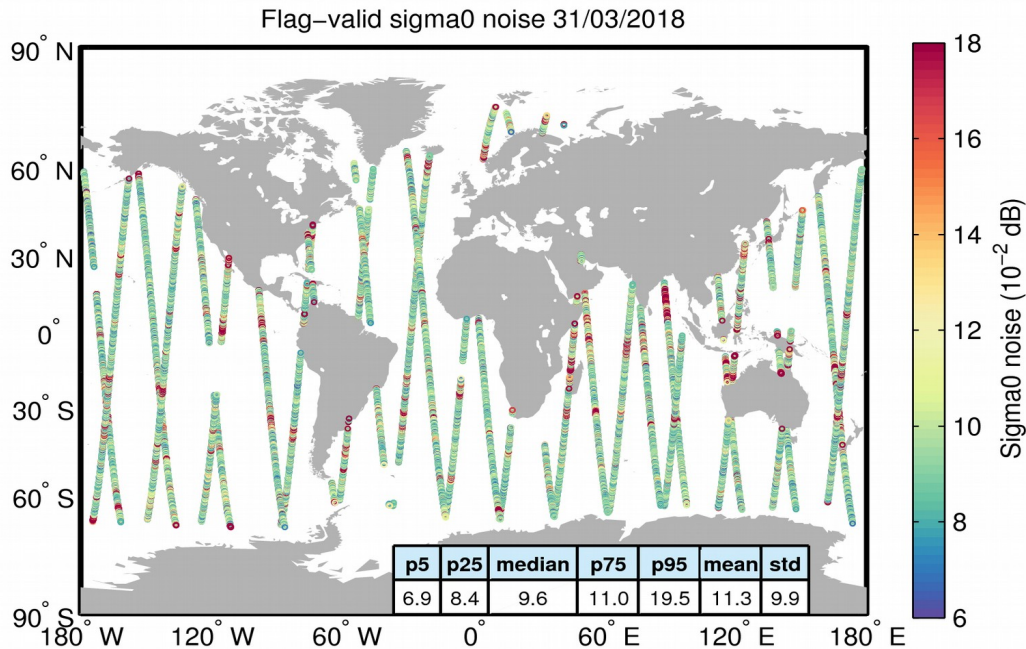 Flag−valid sigma0 noise 31/03/2018
90° N
60° N
30° N
0°
30° S
60° S
90° S
180° W
120° W
60° W
0°
60° E
120° E
180° E
p5 p25 median p75 p95 mean std
6.9 8.4 9.6 11.0 19.5 11.3 9.9
18
16
14
12
10
8
6
Sigma0 noise (10⁻² dB)